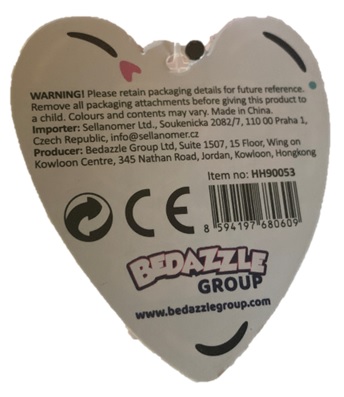 WARNING! Please retain packaging details for future reference.
Remove all packaging attachments before giving this product to
a child. Colours and contents may vary. Made in China.
Importer: Sellanomer Ltd., Soukenicka 2082/7, 110 00 Praha 1,
Czech Republic, info@sellanomer.cz
Producer: Bedazzle Group Ltd, Suite 1507, 15 Floor, Wing on
Kowloon Centre, 345 Nathan Road, Jordan, Kowloon, Hongkong
Item no: HH90053
CE
8 594197 680609
BEDAZZLE
GROUP
www.bedazzlegroup.com